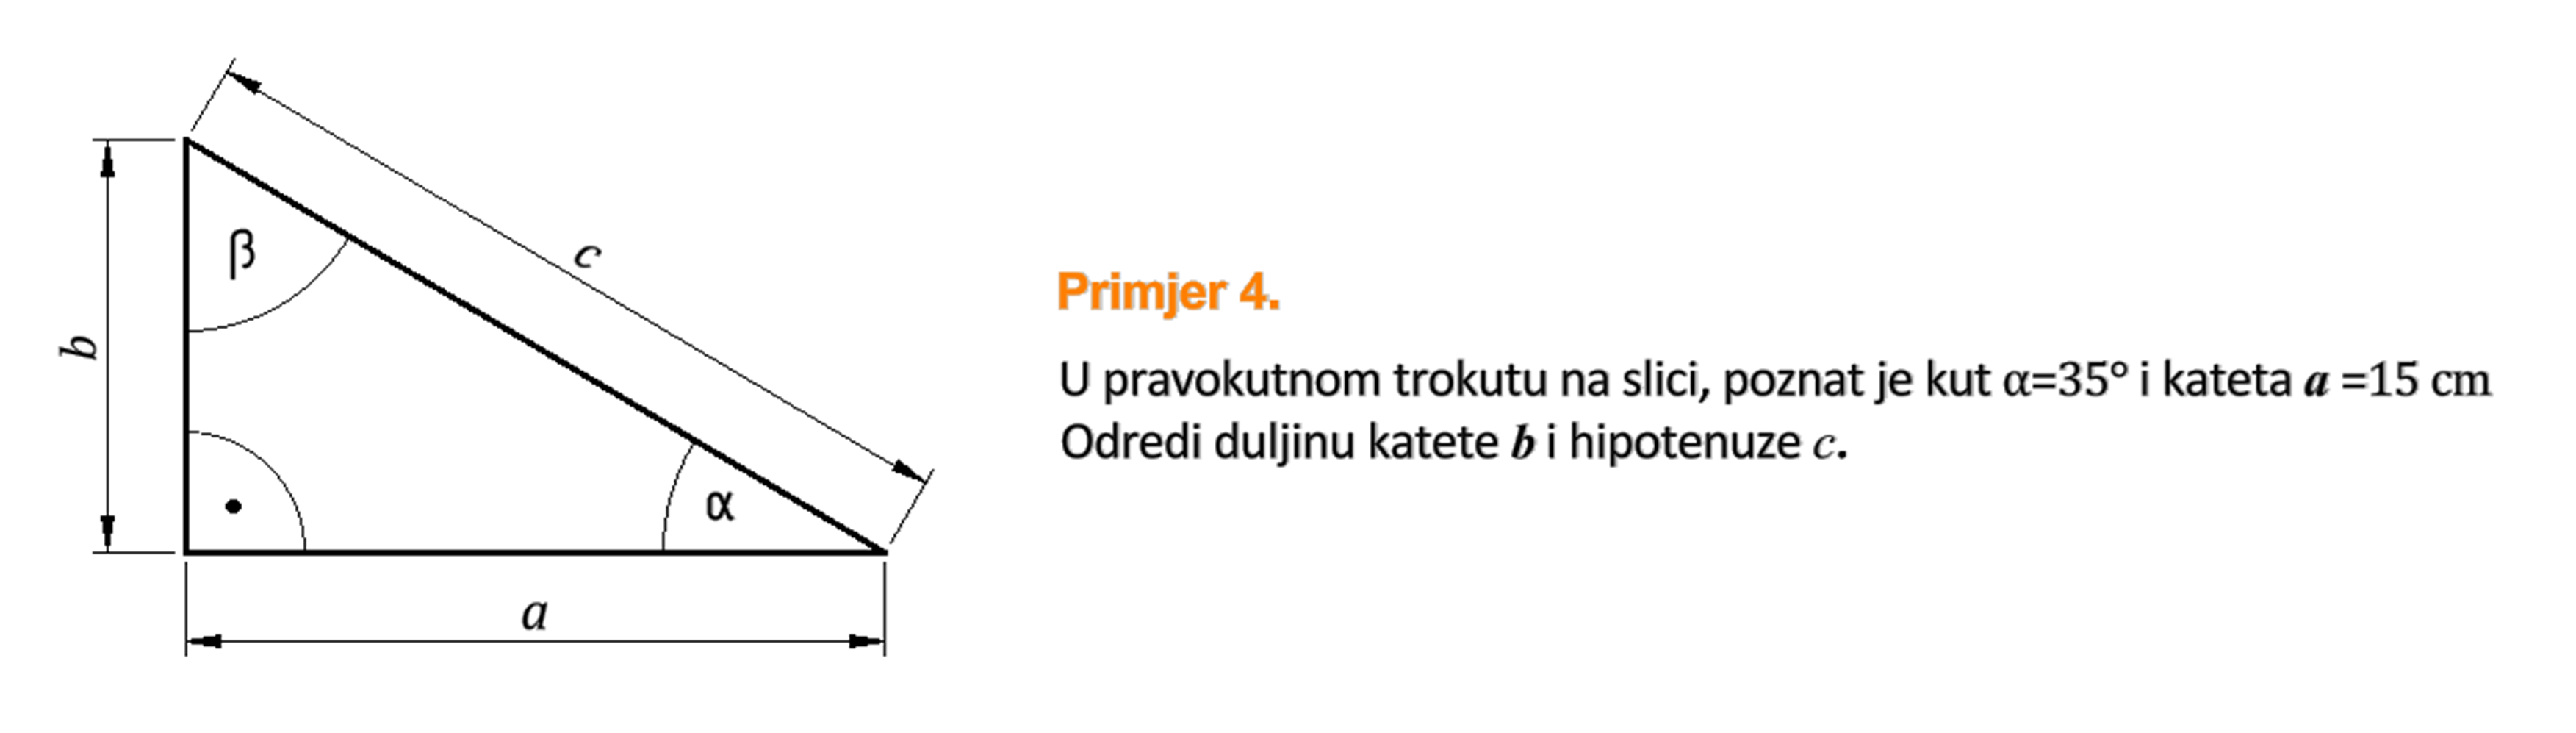 c
β
b
α
a
Primjer 4.
U pravokutnom trokutu na slici, poznat je kut α=35° i kateta a =15 cm
Odredi duljinu katete b i hipotenuze c.